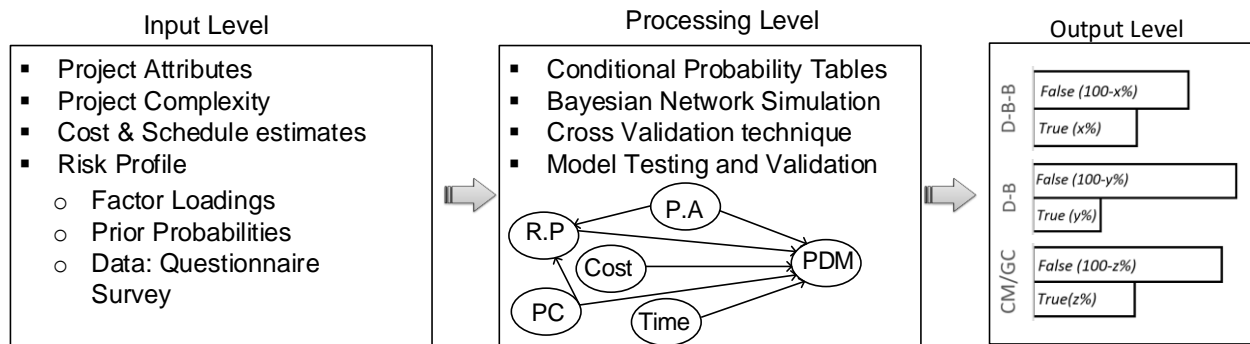 Input Level
▪ Project Attributes
▪ Project Complexity
▪ Cost & Schedule estimates
▪ Risk Profile
o Factor Loadings
o Prior Probabilities
o Data: Questionnaire
Survey
Processing Level
▪ Conditional Probability Tables
▪ Bayesian Network Simulation
▪ Cross Validation technique
▪ Model Testing and Validation
P.A
R.P
Cost
PDM
PC
Time
Output Level
D-B-B
False (100-x%)
True (x%)
D-B
False (100-y%)
True (y%)
CM/GC
False (100-z%)
True(z%)